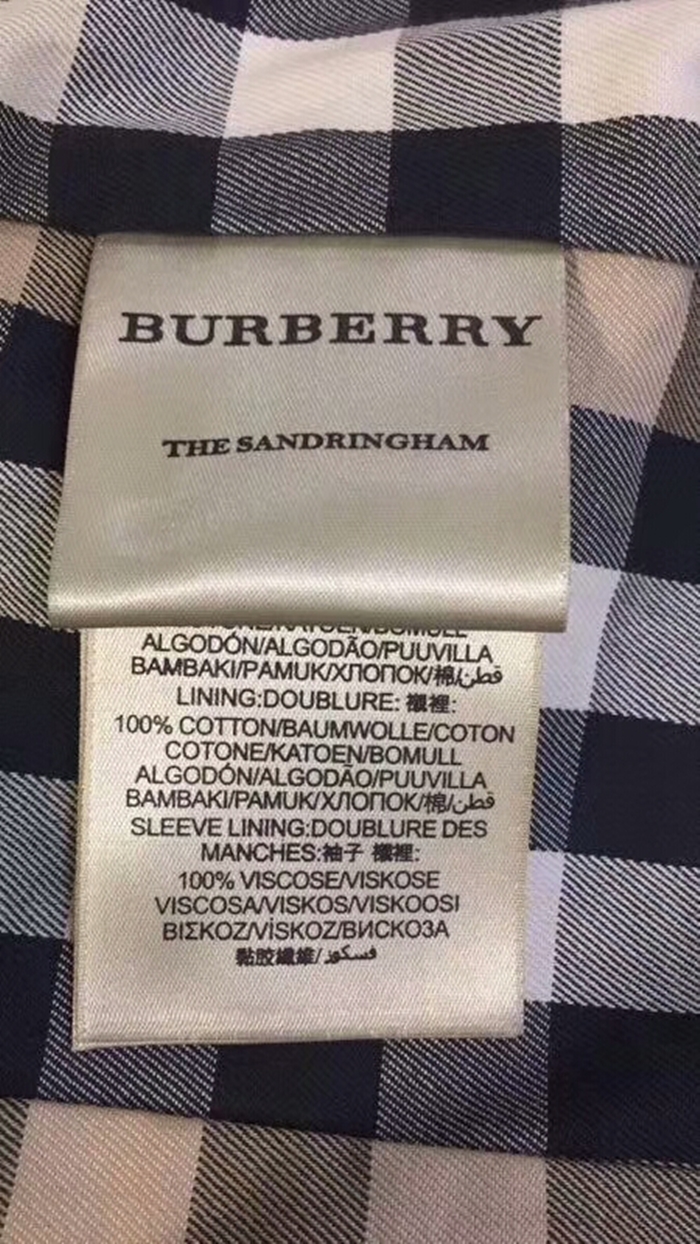 BURBERRY
THE SANDRINGHAM
ALGODÓN/ALGODÃO/PUUVILLA
BAMBAKI/PAMUK/ХЛОПОК/棉/قطن
LINING:DOUBLURE: 襯裡:
100% COTTON/BAUMWOLLE/COTON
COTONE/KATOEN/BOMULL
ALGODÓN/ALGODÃO/PUUVILLA
BAMBAKI/PAMUK/ХЛОПОК/棉/قطن
SLEEVE LINING:DOUBLURE DES
MANCHES:袖子 襯裡:
100% VISCOSE/VISKOSE
VISCOSA/VISKOS/VISKOOSI
ΒΙΣΚΟΖ/VİSKOZ/ВИСКОЗА
黏胶纖維/فسكوز